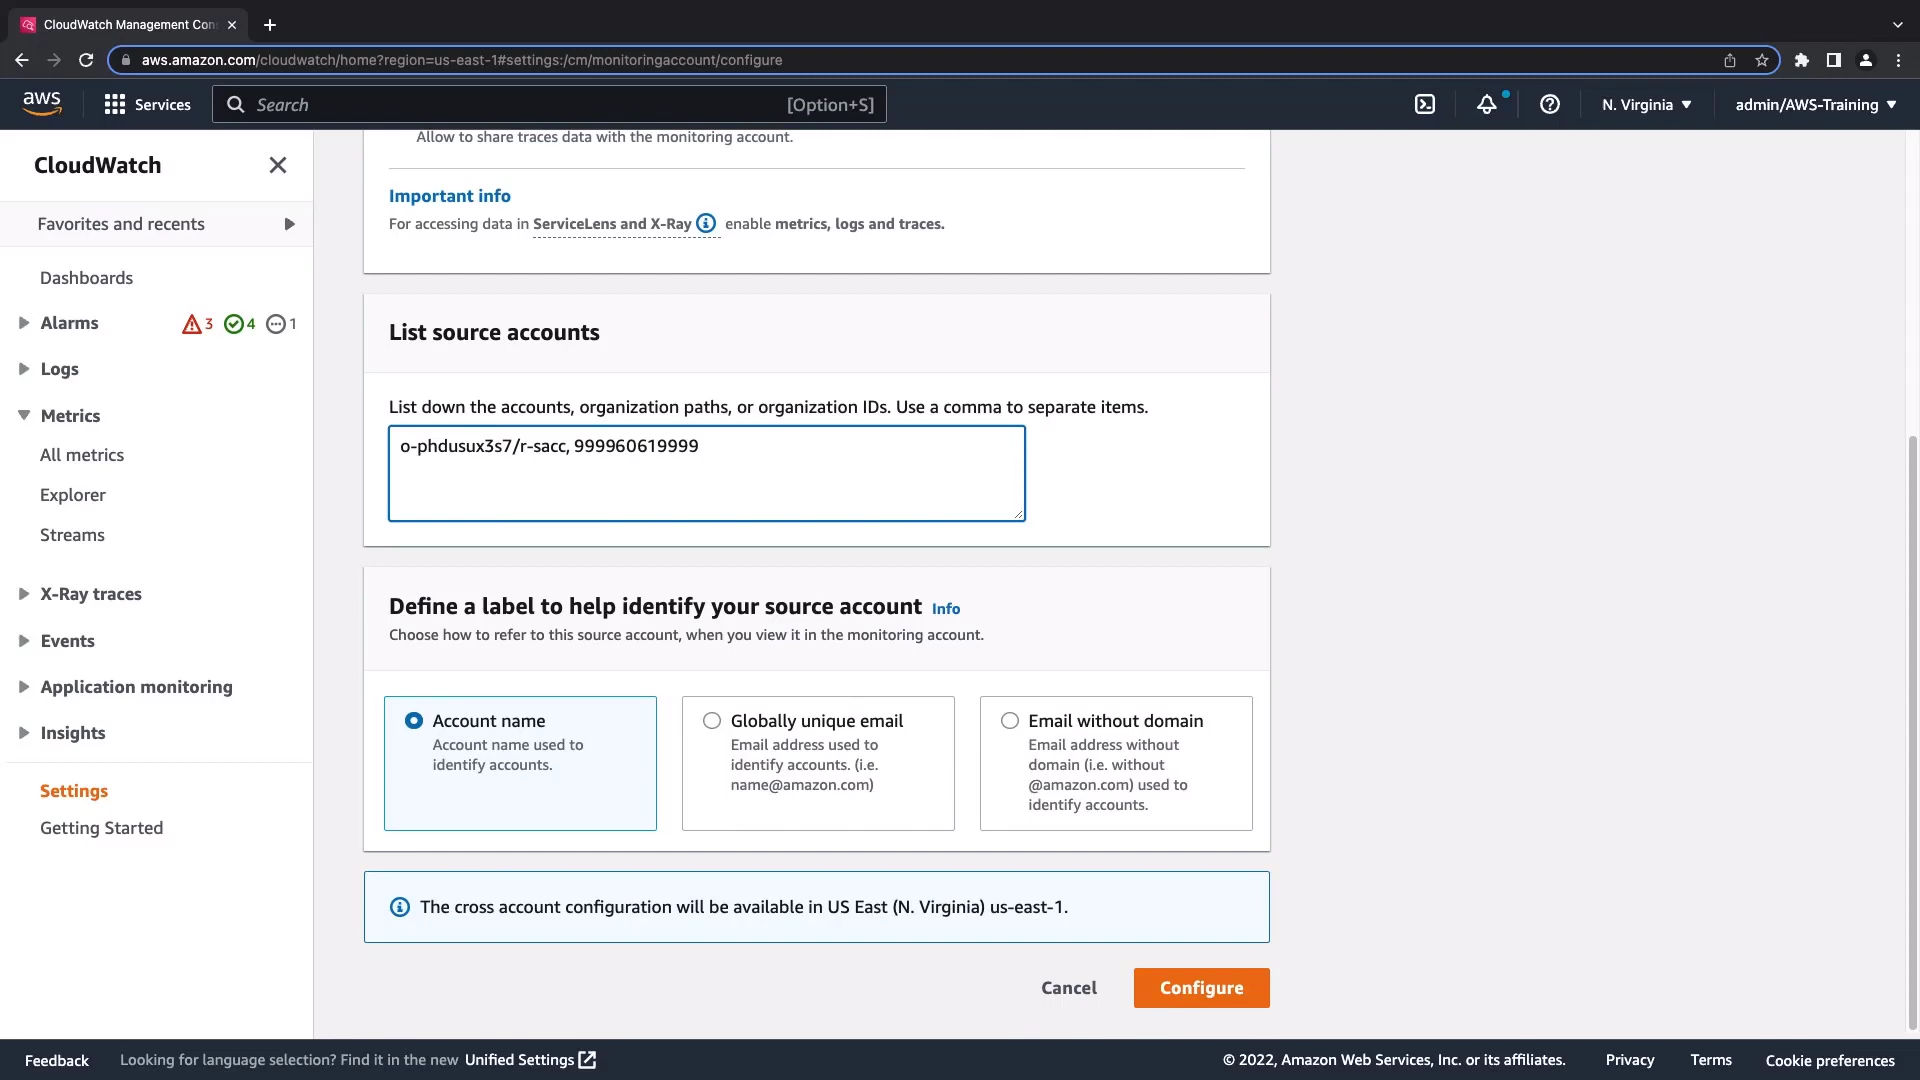 CloudWatch Management Con
aws.amazon.com/cloudwatch/home?region=us-east-1#settings:/cm/monitoringaccount/configure
aws
Services
Search
[Option+S]
N. Virginia
admin/AWS-Training
CloudWatch
Favorites and recents
Dashboards
Alarms
3
4
1
Logs
Metrics
All metrics
Explorer
Streams
X-Ray traces
Events
Application monitoring
Insights
Settings
Getting Started
Allow to share traces data with the monitoring account.
Important info
For accessing data in ServiceLens and X-Ray enable metrics, logs and traces.
List source accounts
List down the accounts, organization paths, or organization IDs. Use a comma to separate items.
o-phdusux3s7/r-sacc, 999960619999
Define a label to help identify your source account Info
Choose how to refer to this source account, when you view it in the monitoring account.
Account name
Account name used to
identify accounts.
Globally unique email
Email address used to
identify accounts. (i.e.
name@amazon.com)
Email without domain
Email address without
domain (i.e. without
@amazon.com) used to
identify accounts.
The cross account configuration will be available in US East (N. Virginia) us-east-1.
Cancel
Configure
Feedback
Looking for language selection? Find it in the new Unified Settings
© 2022, Amazon Web Services, Inc. or its affiliates.
Privacy
Terms
Cookie preferences